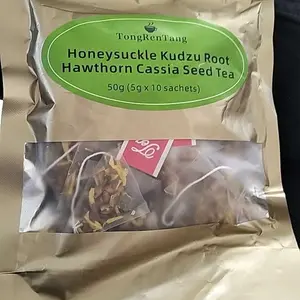 TongRenTang
Honeysuckle Kudzu Root
Hawthorn Cassia Seed Tea
50g (5g x 10 sachets)